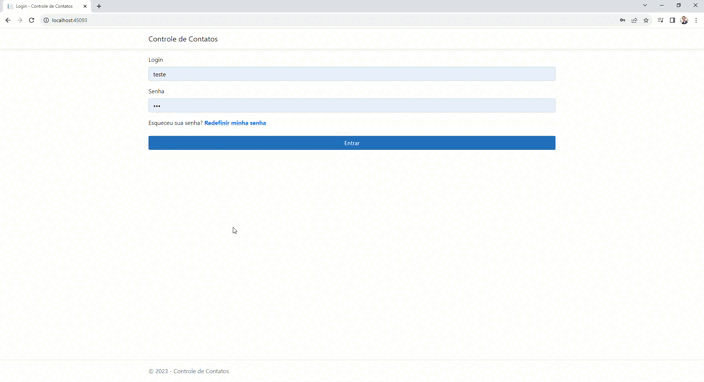 Login - Controle de Contatos
localhost:45093
Controle de Contatos
Login
teste
Senha
•••
Esqueceu sua senha? Redefinir minha senha
Entrar
© 2023 - Controle de Contatos